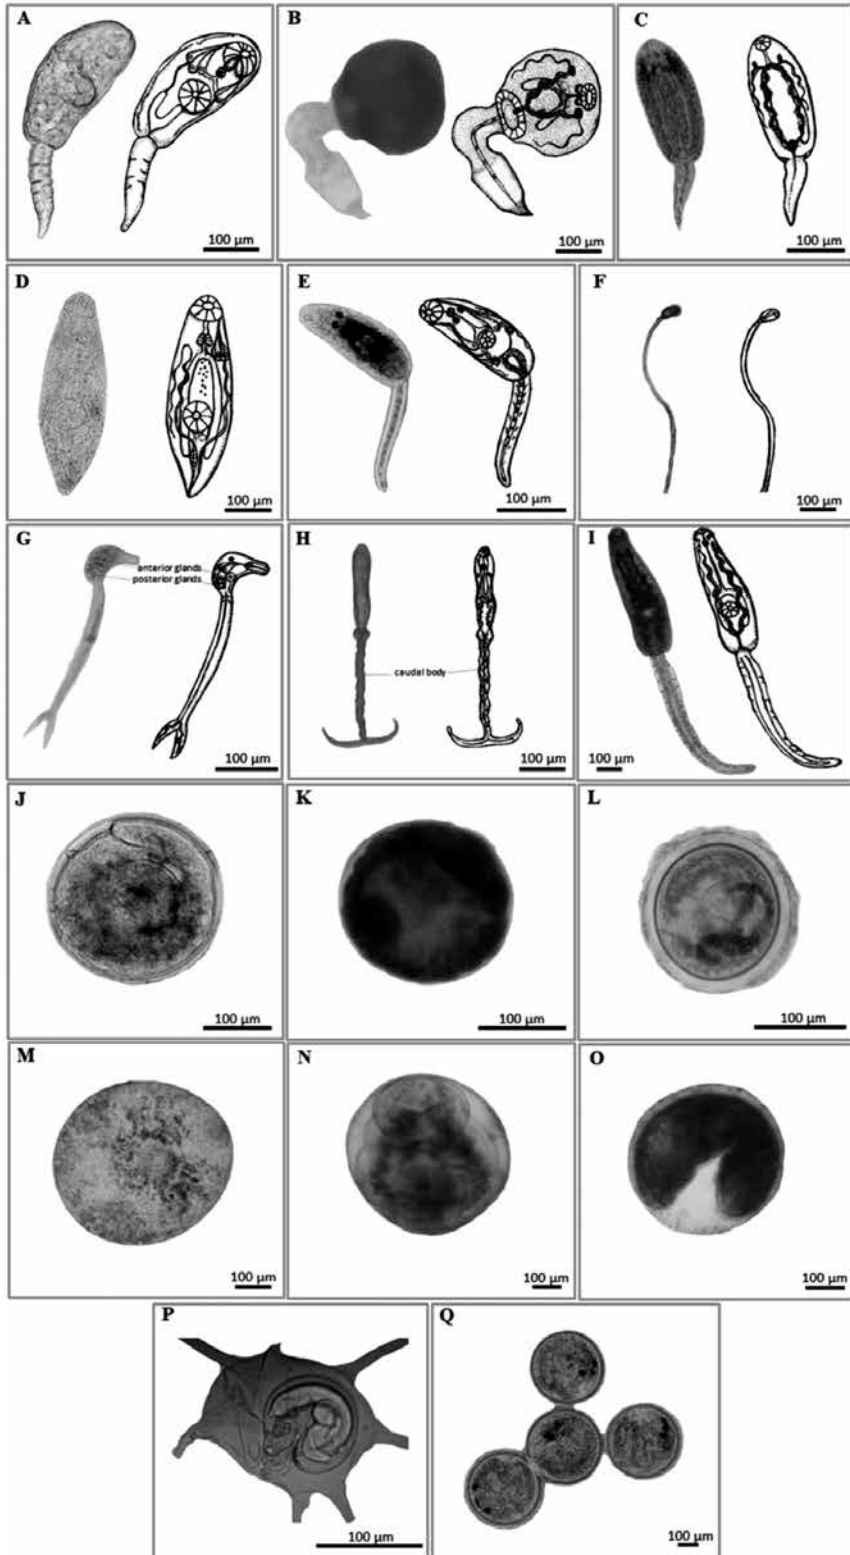 A
100 µm
B
100 µm
C
100 µm
D
100 µm
E
100 µm
F
100 µm
G
anterior glands
posterior glands
100 µm
H
caudal body
100 µm
I
100 µm
J
100 µm
K
100 µm
L
100 µm
M
100 µm
N
100 µm
O
100 µm
P
100 µm
Q
100 µm